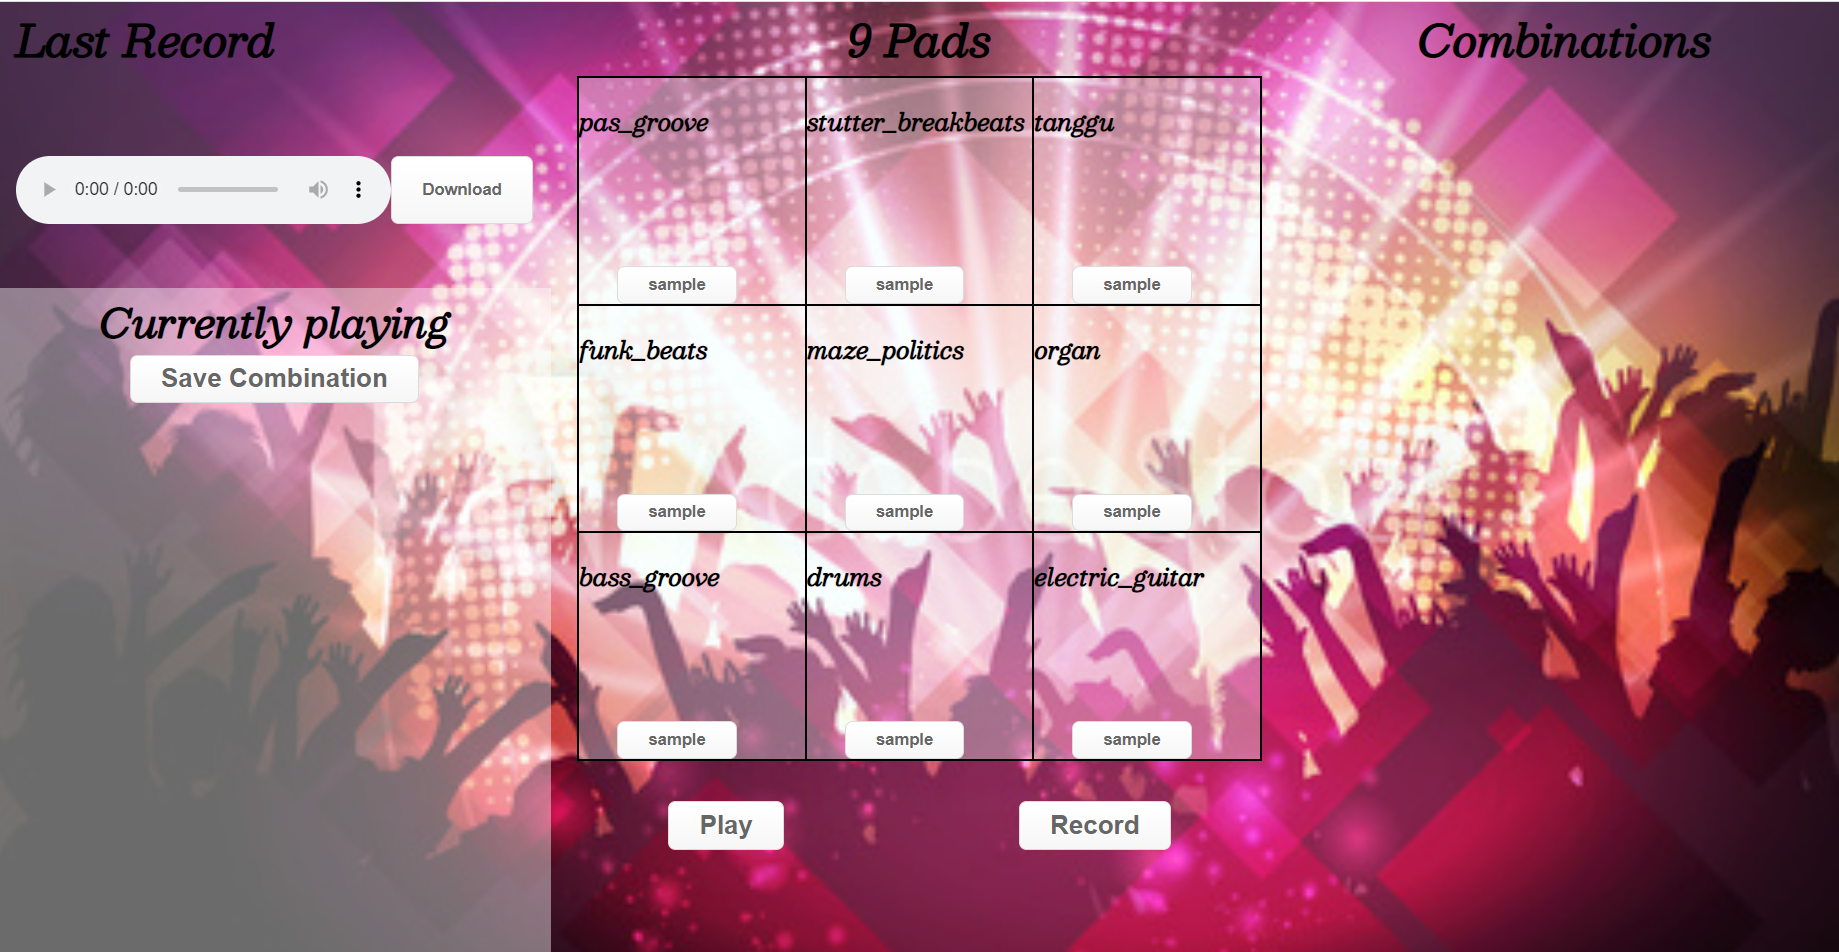 Last Record
9 Pads
Combinations
0:00 / 0:00
Download
pas_groove
stutter_breakbeats
tanggu
sample
sample
sample
Currently playing
Save Combination
funk_beats
maze_politics
organ
sample
sample
sample
bass_groove
drums
electric_guitar
sample
sample
sample
Play
Record